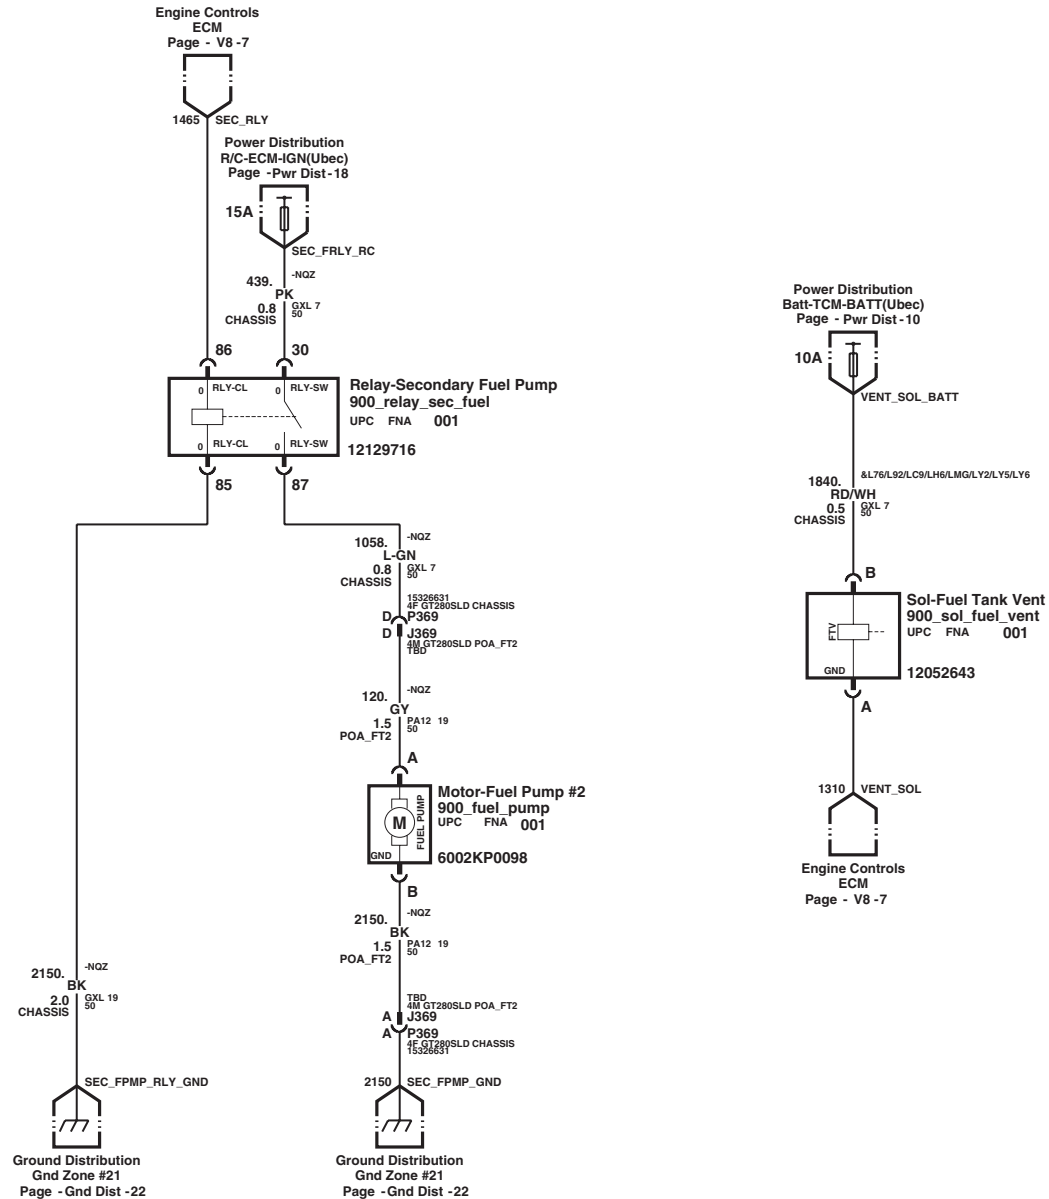 Engine Controls
ECM
Page - V8 -7
1465 SEC_RLY
Power Distribution
R/C-ECM-IGN(Ubec)
Page -Pwr Dist-18
15A
SEC_FRLY_RC
-NQZ
439.
PK
0.8 GXL 7
CHASSIS 50
86 30
0 RLY-CL 0 RLY-SW
0 RLY-CL 0 RLY-SW
Relay-Secondary Fuel Pump
900_relay_sec_fuel
UPC FNA 001
12129716
85 87
1058. -NQZ
L-GN
0.8 GXL 7
CHASSIS 50
15326631
4F GT280SLD CHASSIS
D P369
D J369
4M GT280SLD POA_FT2
TBD
120. -NQZ
GY
1.5 PA12 19
POA_FT2 50
A
M
FUEL PUMP
GND
Motor-Fuel Pump #2
900_fuel_pump
UPC FNA 001
6002KP0098
B
2150. -NQZ
BK
1.5 PA12 19
POA_FT2 50
TBD
4M GT280SLD POA_FT2
A J369
A P369
4F GT280SLD CHASSIS
15326631
2150 SEC_FPMP_GND
Ground Distribution
Gnd Zone #21
Page -Gnd Dist -22
2150. -NQZ
BK
2.0 GXL 19
CHASSIS 50
SEC_FPMP_RLY_GND
Ground Distribution
Gnd Zone #21
Page -Gnd Dist -22
Power Distribution
Batt-TCM-BATT(Ubec)
Page - Pwr Dist -10
10A
VENT_SOL_BATT
&L76/L92/LC9/LH6/LMG/LY2/LY5/LY6
1840.
RD/WH
0.5 GXL 7
CHASSIS 50
B
FTV
GND
Sol-Fuel Tank Vent
900_sol_fuel_vent
UPC FNA 001
12052643
A
1310 VENT_SOL
Engine Controls
ECM
Page - V8 -7